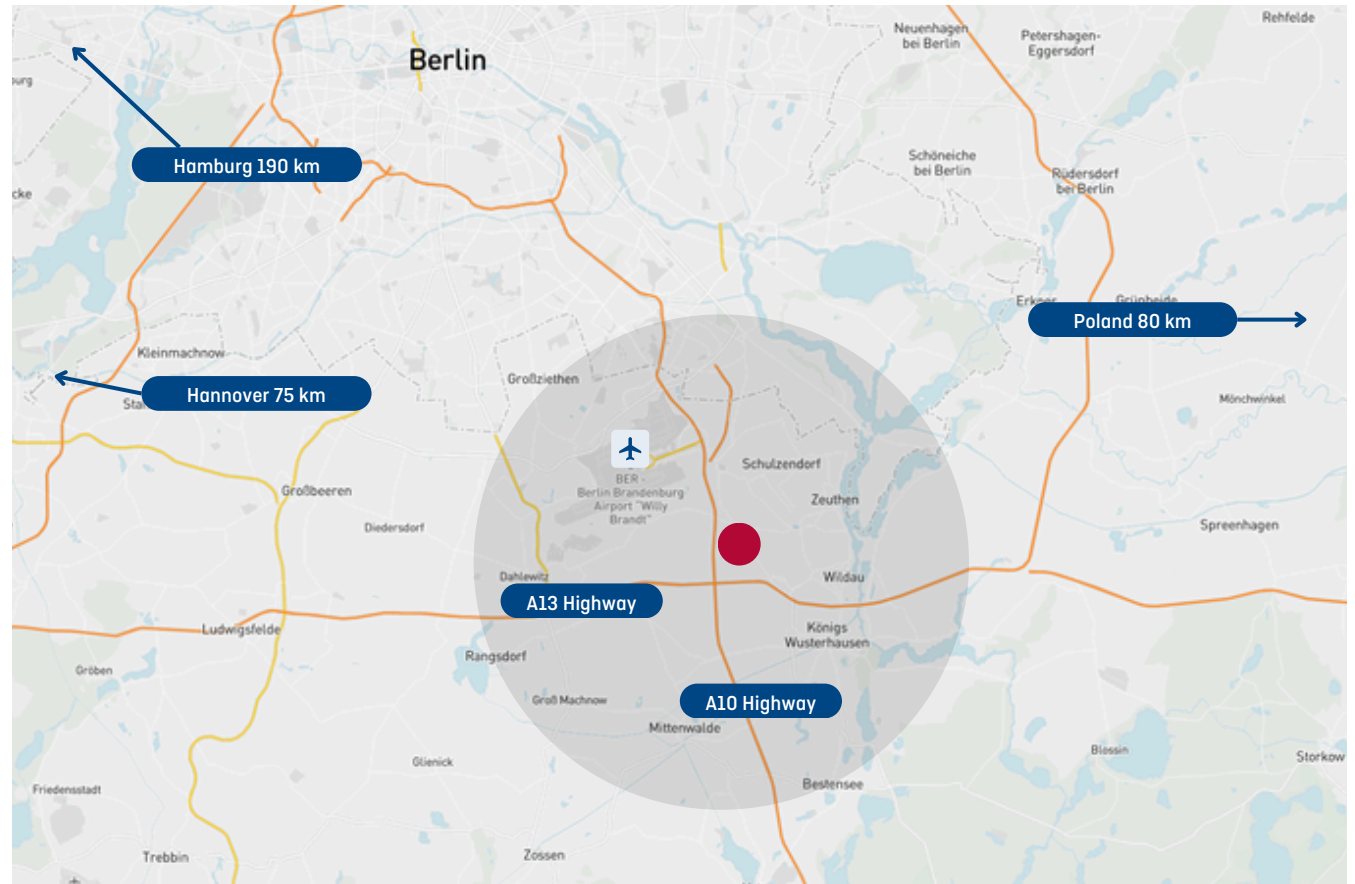 Rehfelde
Neuenhagen
bei Berlin
Petershagen-
Eggersdorf
Berlin
urg
Hamburg 190 km
Schöneiche
bei Berlin
Rüdersdorf
bei Berlin
cke
Erkner
Grünheide
Poland 80 km
Kleinmachnow
Großziethen
Hannover 75 km
Mönchwinkel
Schulzendorf
BER -
Berlin Brandenburg
Airport "Willy
Brandt"
Großbeeren
Zeuthen
Diedersdorf
Spreenhagen
Dahlewitz
Wildau
A13 Highway
Ludwigsfelde
Königs
Wusterhausen
Rangsdorf
Gröben
Groß Machnow
A10 Highway
Mittenwalde
Blossin
Storkow
Glienick
Bestensee
Friedensstadt
Trebbin
Zossen